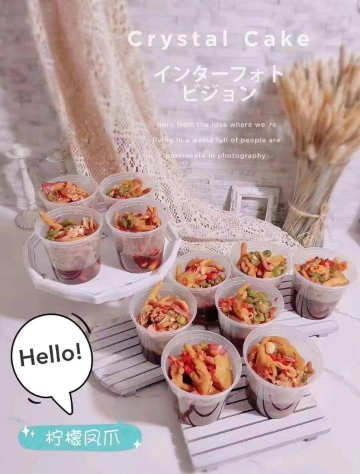 Crystal Cake
インターフォト
ビジョン
Born from the idea where we're
living in a world full of people are
passionate in photography.
Hello!
柠檬凤爪